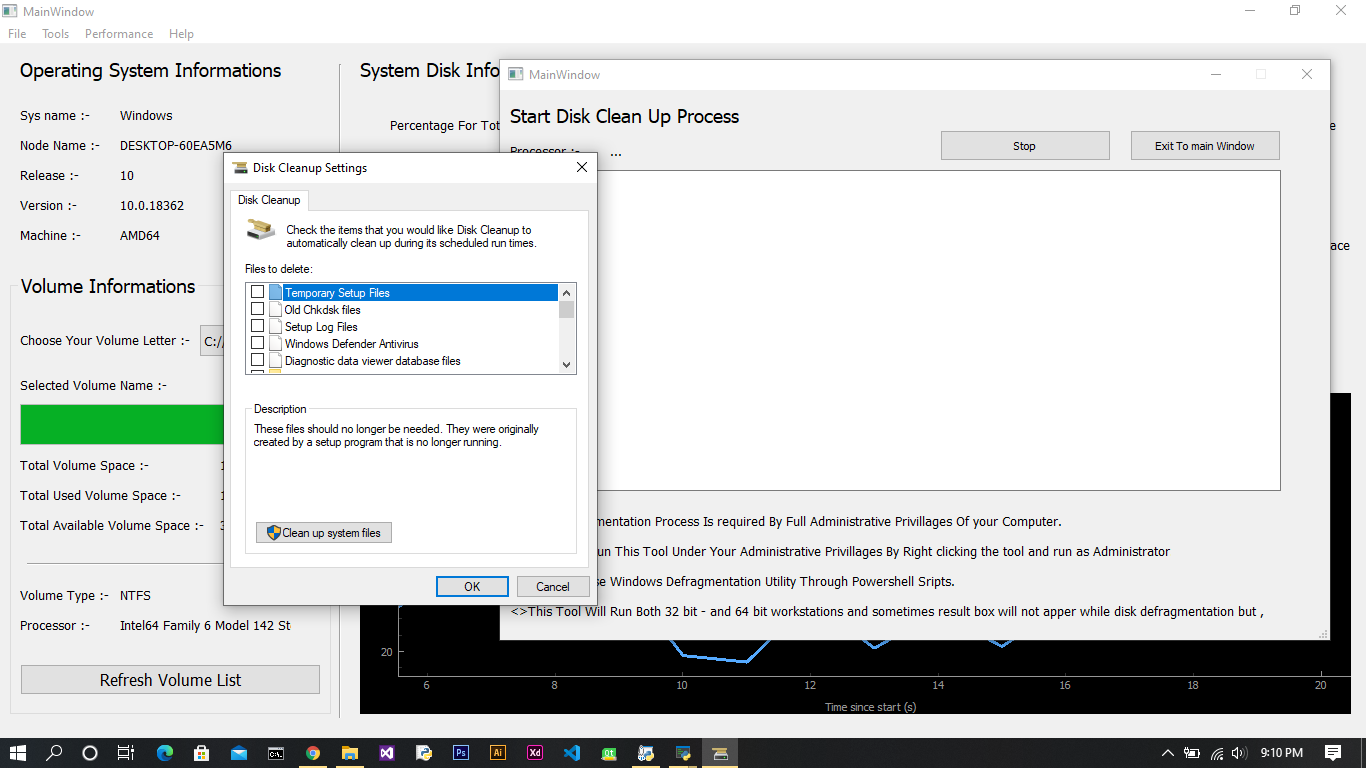 MainWindow
File Tools Performance Help
Operating System Informations
Sys name :- Windows
Node Name :- DESKTOP-60EA5M6
Release :- 10
Version :- 10.0.18362
Machine :- AMD64
Volume Informations
Choose Your Volume Letter :- C://
Selected Volume Name :-
Total Volume Space :-
Total Used Volume Space :-
Total Available Volume Space :- 3
Volume Type :- NTFS
Processor :- Intel64 Family 6 Model 142 St
Refresh Volume List
System Disk Info
Percentage For Tot
ace
MainWindow
Start Disk Clean Up Process
Processor :- ...
Stop
Exit To main Window
mentation Process Is required By Full Administrative Privillages Of your Computer.
un This Tool Under Your Administrative Privillages By Right clicking the tool and run as Administrator
se Windows Defragmentation Utility Through Powershell Sripts.
<>This Tool Will Run Both 32 bit - and 64 bit workstations and sometimes result box will not apper while disk defragmentation but ,
Disk Cleanup Settings
Disk Cleanup
Check the items that you would like Disk Cleanup to
automatically clean up during its scheduled run times.
Files to delete:
Temporary Setup Files
Old Chkdsk files
Setup Log Files
Windows Defender Antivirus
Diagnostic data viewer database files
Description
These files should no longer be needed. They were originally
created by a setup program that is no longer running.
Clean up system files
OK Cancel
20
6 8 10 12 14 16 18 20
Time since start (s)
Ps Ai Xd Qt
9:10 PM